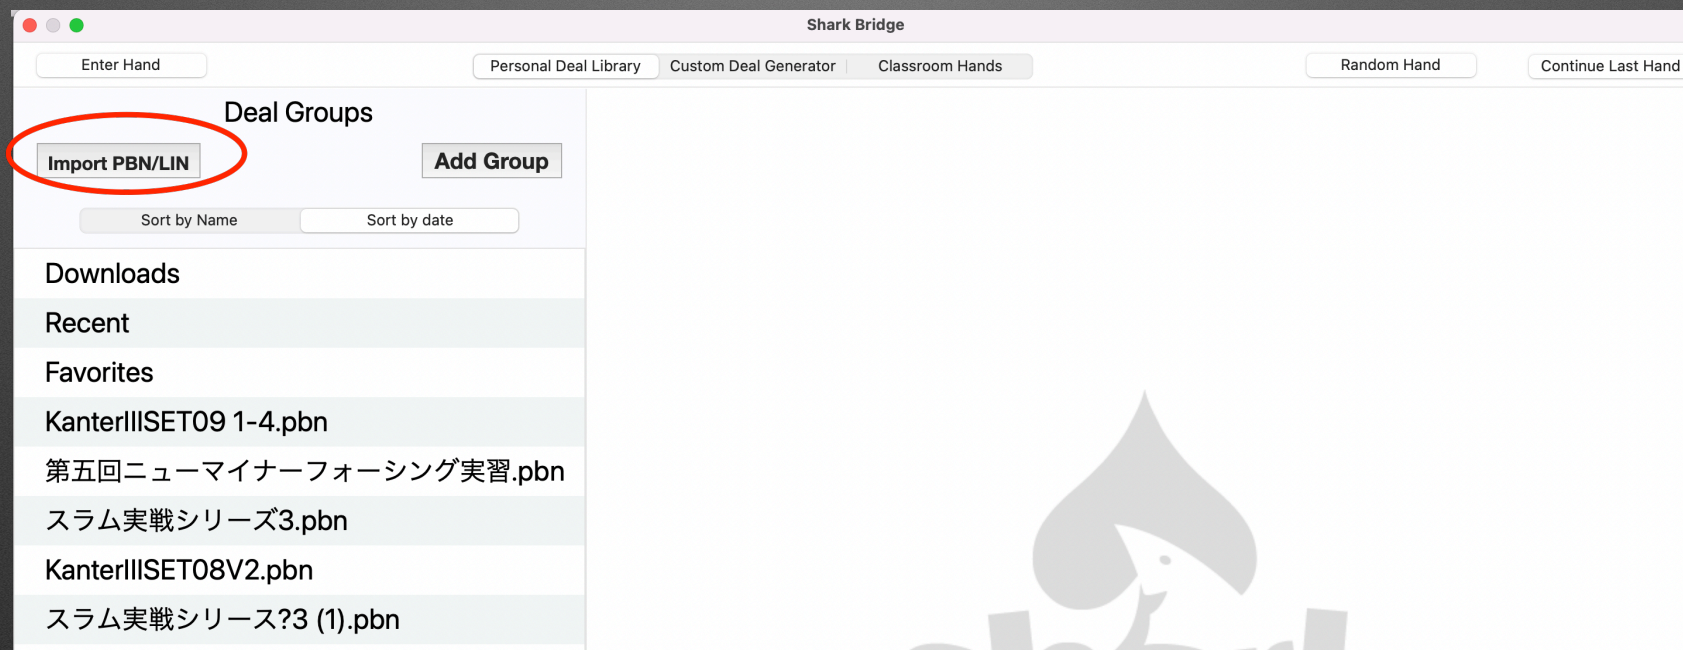 Shark Bridge
Enter Hand
Personal Deal Library
Custom Deal Generator
Classroom Hands
Random Hand
Continue Last Hand
Deal Groups
Import PBN/LIN
Add Group
Sort by Name
Sort by date
Downloads
Recent
Favorites
KanterIIISET09 1-4.pbn
第五回ニューマイナーフォーシング実習.pbn
スラム実戦シリーズ3.pbn
KanterIIISET08V2.pbn
スラム実戦シリース?3 (1).pbn